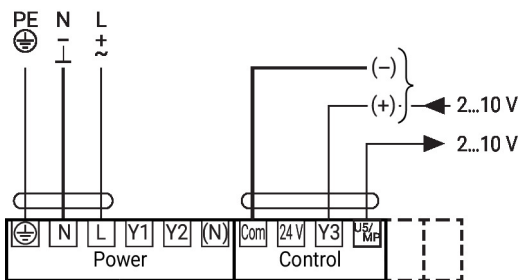 PE N L
– +
⊥ ~
(–)
(+) 2...10 V
2...10 V
N L Y1 Y2 (N) Com 24 V Y3 U5/MP
Power Control